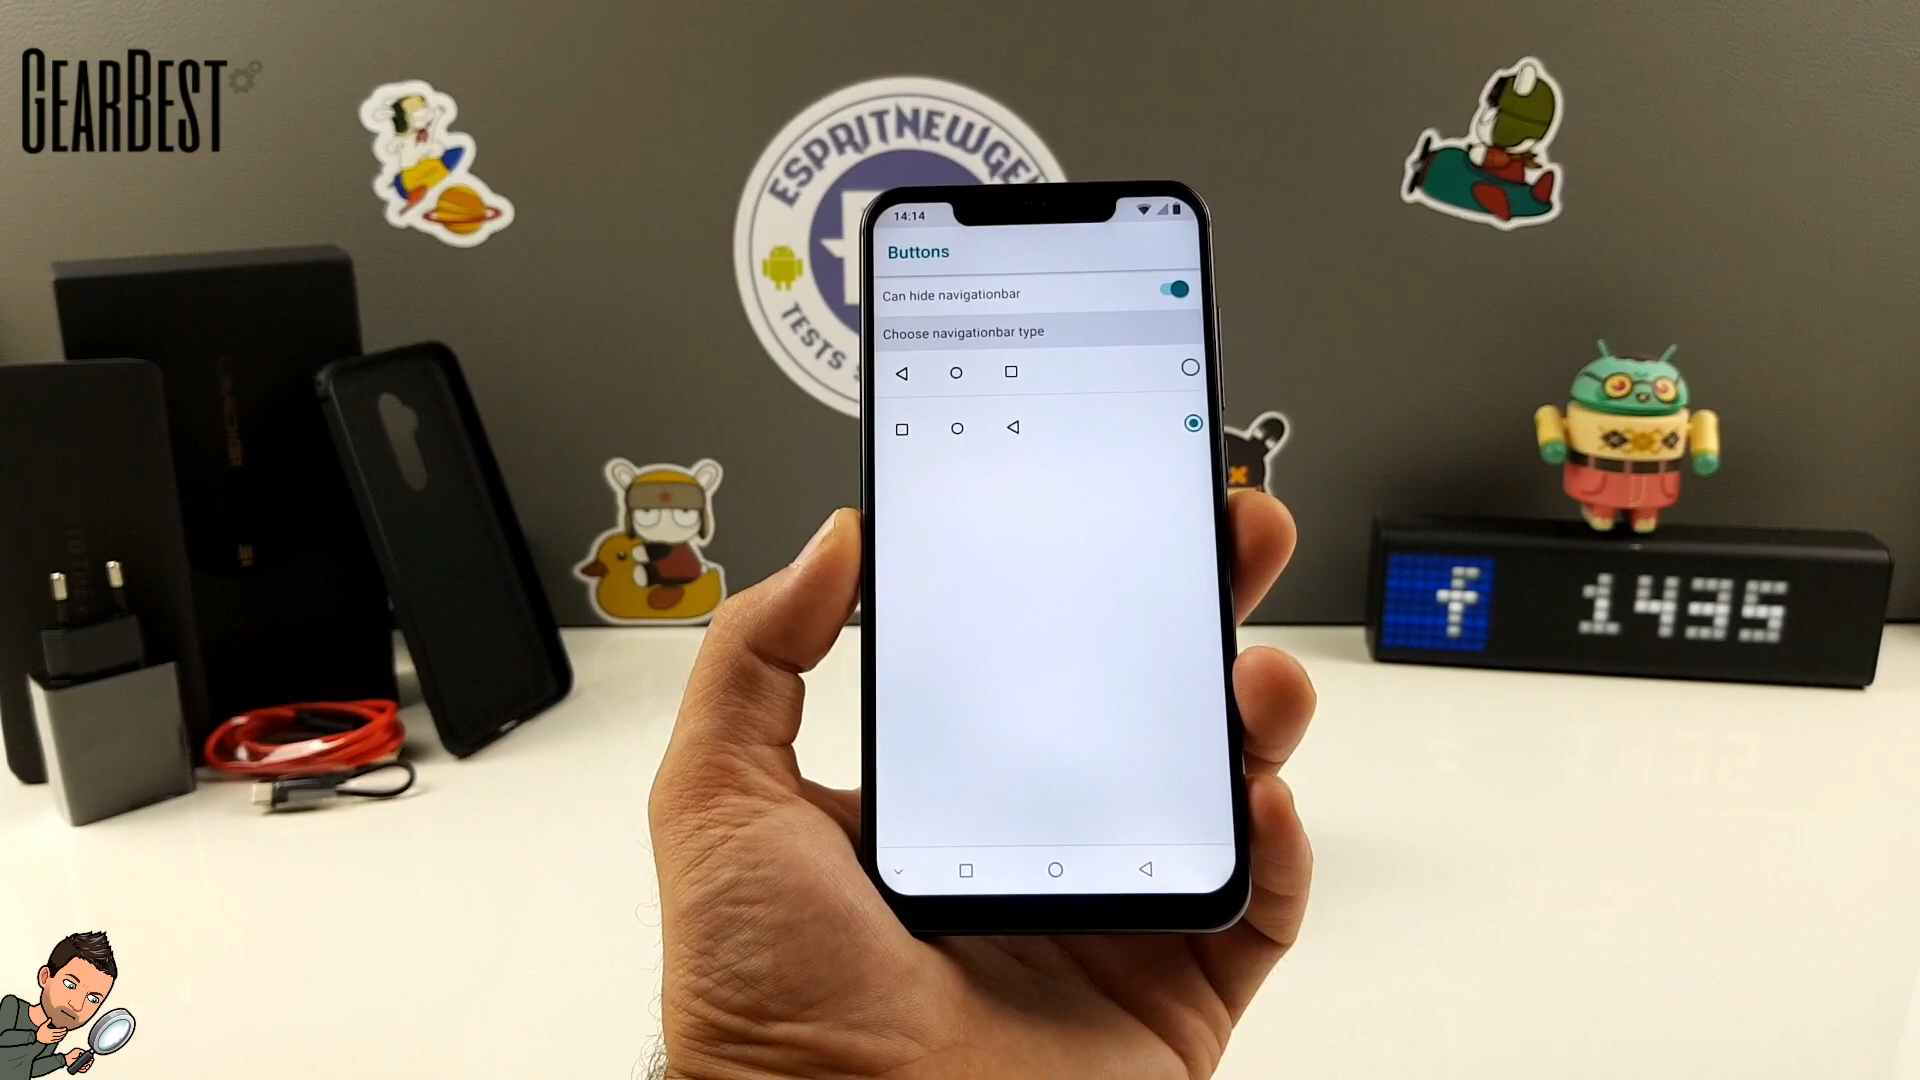 GEARBEST
ESPRITNEWGE
TESTS
14:14
Buttons
Can hide navigationbar
Choose navigationbar type
f 1435